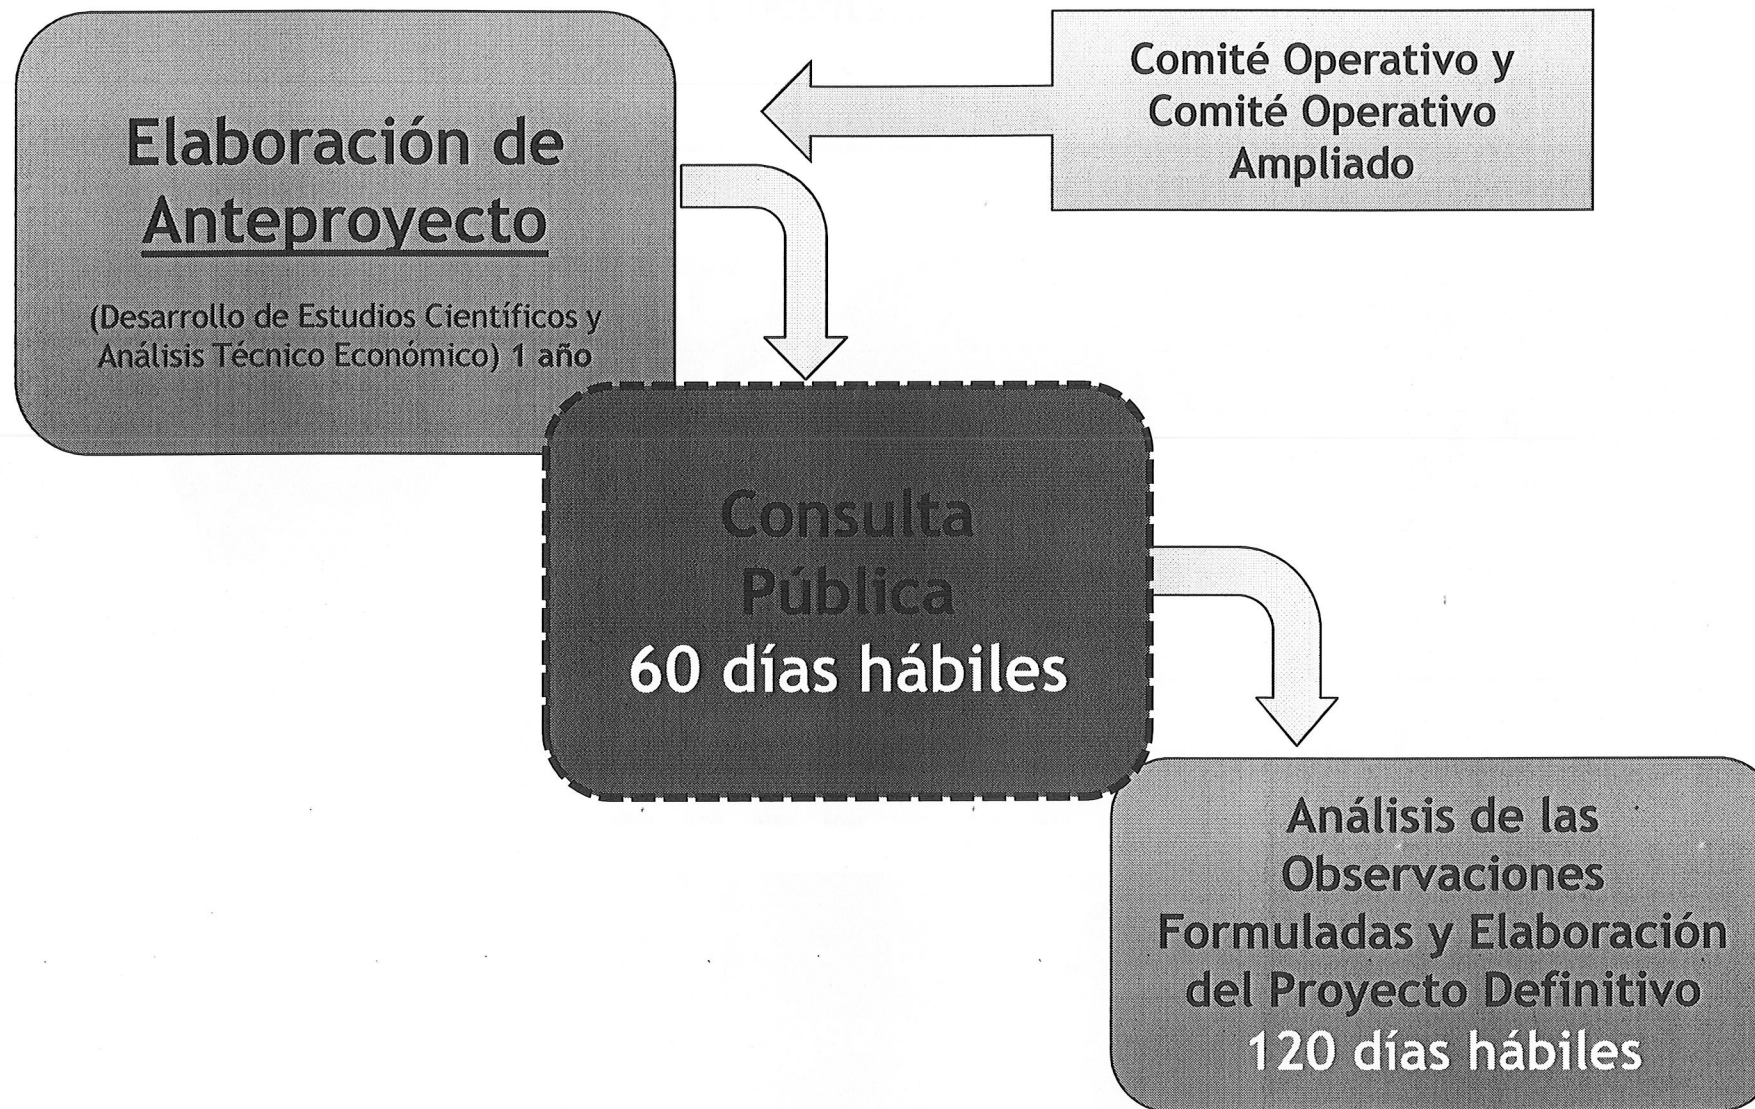 Elaboración de
Anteproyecto
(Desarrollo de Estudios Científicos y
Análisis Técnico Económico) 1 año
Comité Operativo y
Comité Operativo
Ampliado
Consulta
Pública
60 días hábiles
Análisis de las
Observaciones
Formuladas y Elaboración
del Proyecto Definitivo
120 días hábiles